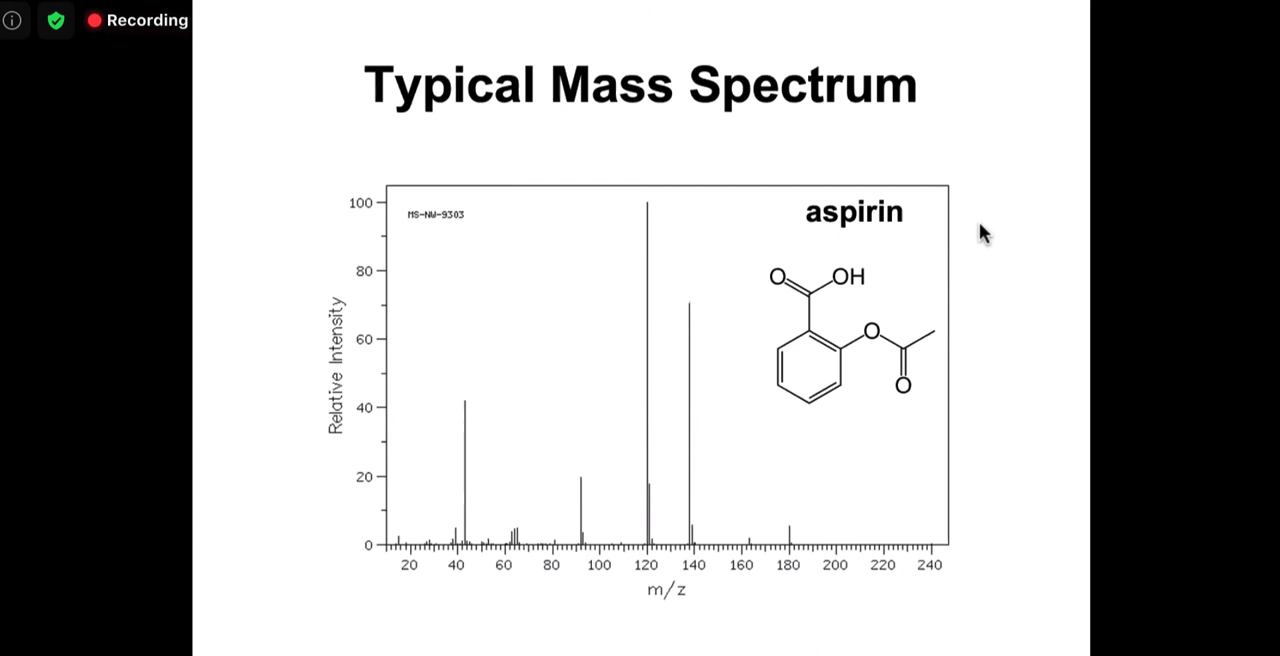 Recording
Typical Mass Spectrum
MS-NW-9303
aspirin
O
OH
O
O
Relative Intensity
100
80
60
40
20
0
20 40 60 80 100 120 140 160 180 200 220 240
m/z